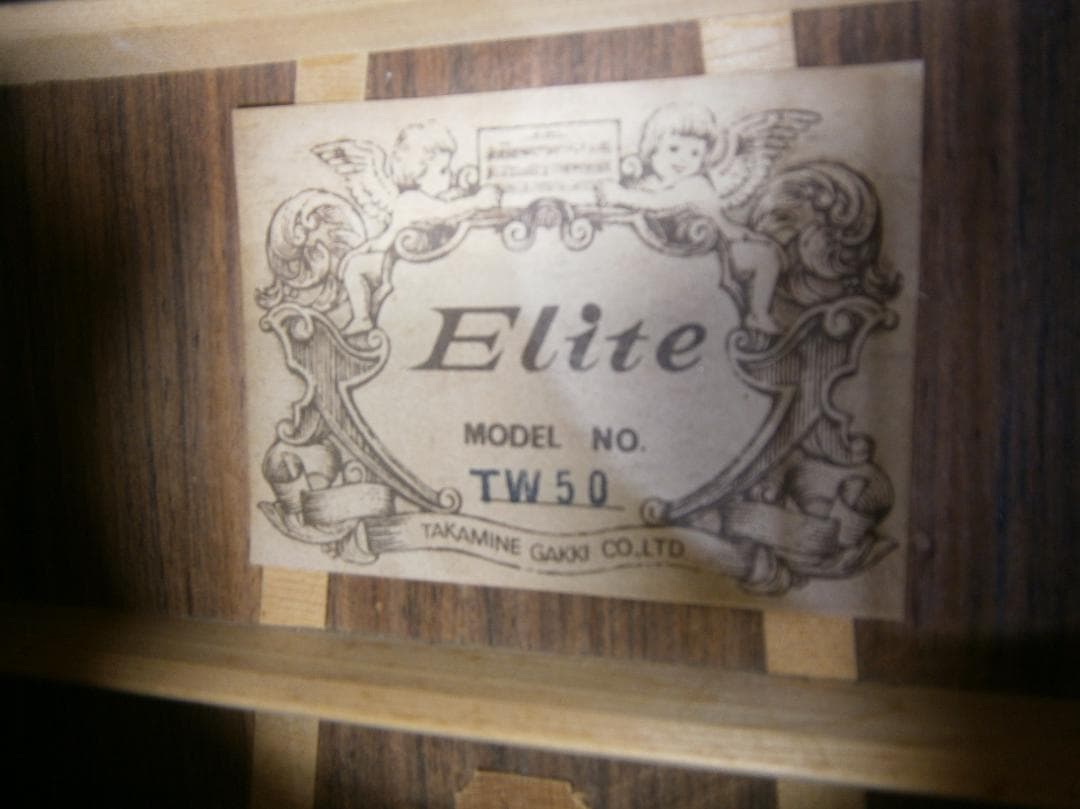 Elite
MODEL NO.
TW50
TAKAMINE GAKKI CO.,LTD